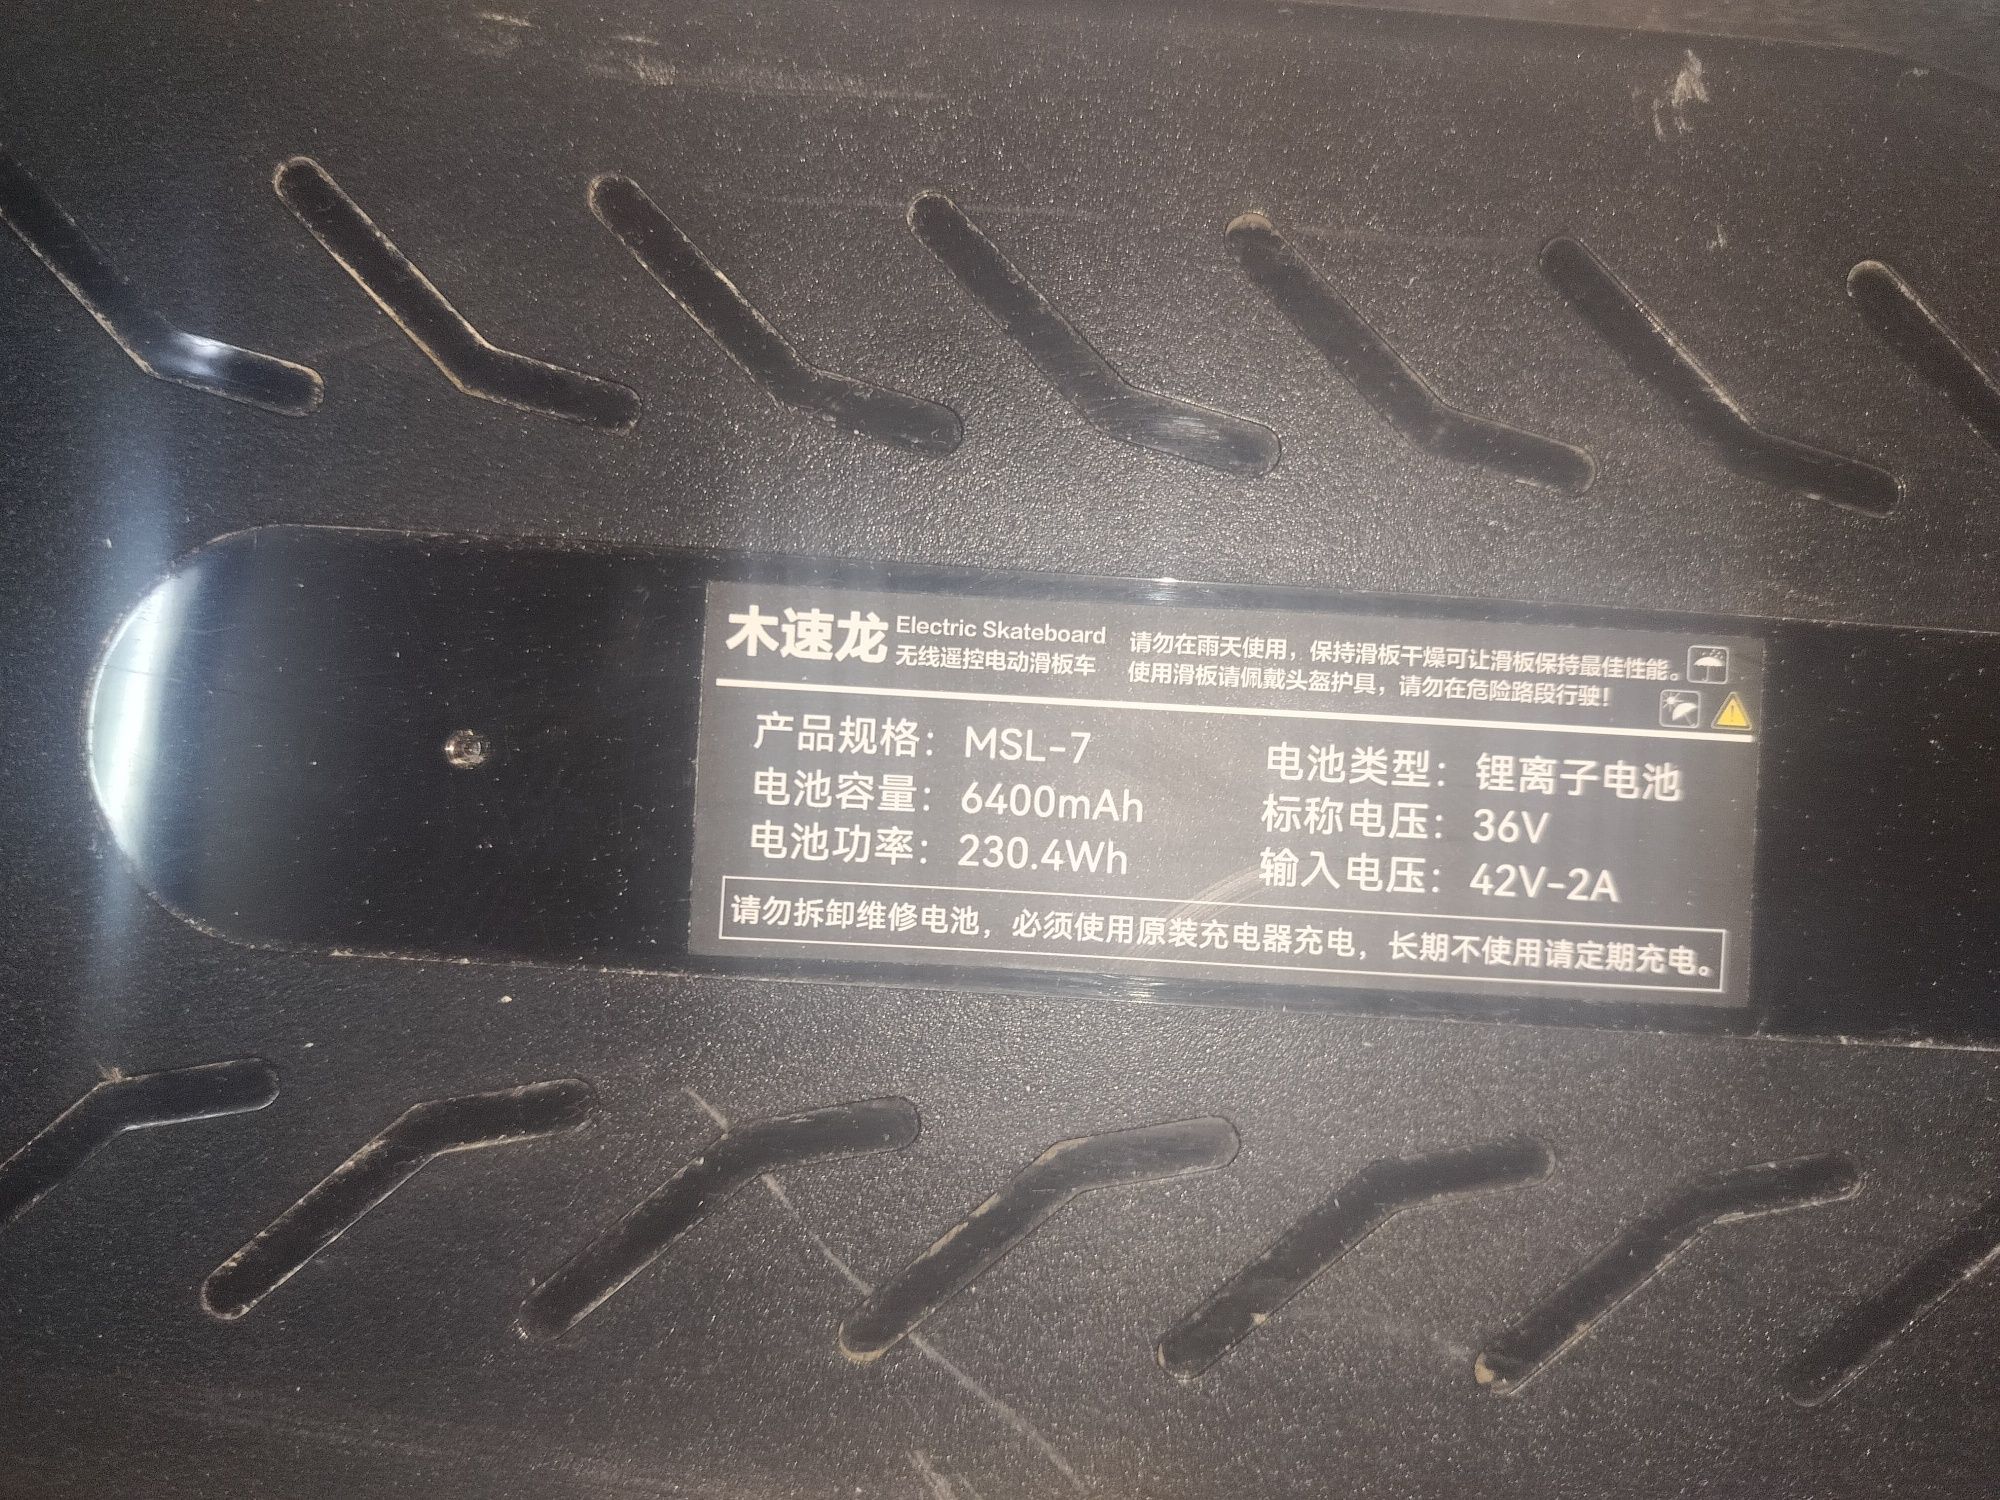 木速龙 Electric Skateboard
无线遥控电动滑板车
请勿在雨天使用，保持滑板干燥可让滑板保持最佳性能。
使用滑板请佩戴头盔护具，请勿在危险路段行驶！
产品规格：MSL-7
电池容量：6400mAh
电池功率：230.4Wh
电池类型：锂离子电池
标称电压：36V
输入电压：42V-2A
请勿拆卸维修电池，必须使用原装充电器充电，长期不使用请定期充电。